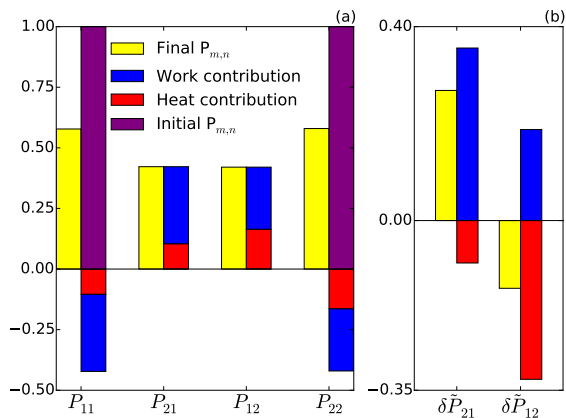 (a)
1.00
0.75
0.50
0.25
0.00
−0.25
−0.50
Final P_{m,n}
Work contribution
Heat contribution
Initial P_{m,n}
P_{11} P_{21} P_{12} P_{22}
(b)
0.40
0.00
−0.35
δP̃_{21} δP̃_{12}